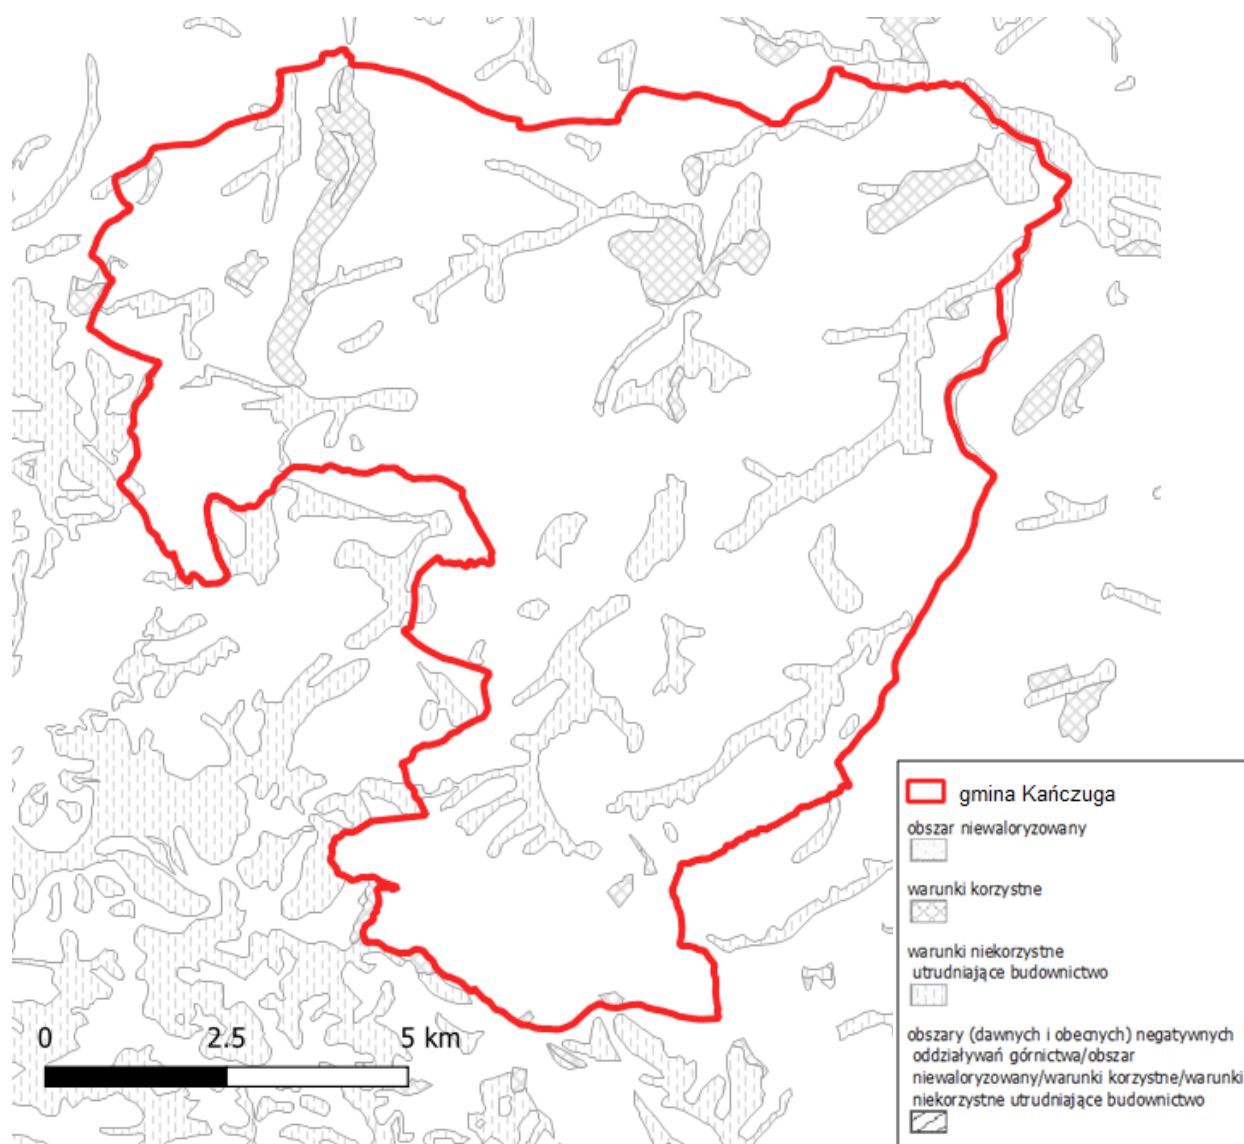 0 2.5 5 km
gmina Kańczuga
obszar niewaloryzowany
warunki korzystne
warunki niekorzystne
utrudniające budownictwo
obszary (dawnych i obecnych) negatywnych
oddziaływań górnictwa/obszar
niewaloryzowany/warunki korzystne/warunki
niekorzystne utrudniające budownictwo